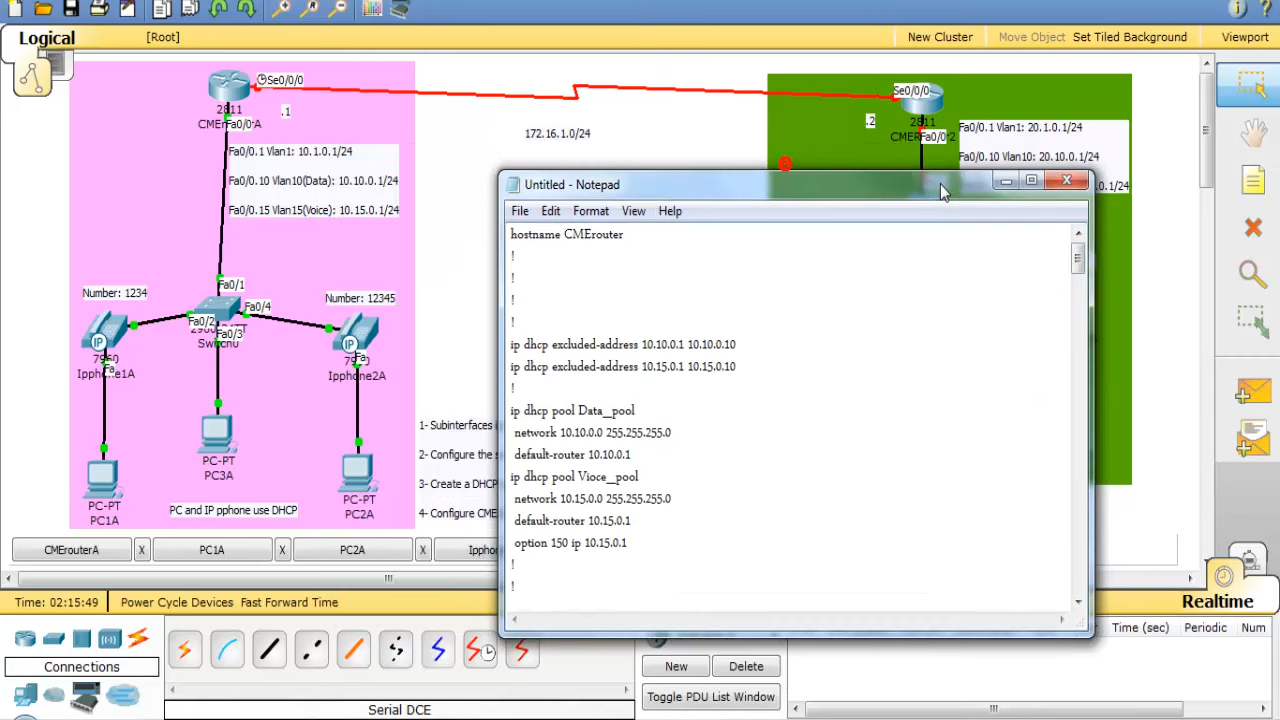 Logical
[Root]
New Cluster
Move Object
Set Tiled Background
Viewport
Se0/0/0
.1
2811
Fa0/0
Fa0/0.1 Vlan1: 10.1.0.1/24
Fa0/0.10 Vlan10(Data): 10.10.0.1/24
Fa0/0.15 Vlan15(Voice): 10.15.0.1/24
172.16.1.0/24
Se0/0/0
.2
2811
Fa0/0
Fa0/0.1 Vlan1: 20.1.0.1/24
Fa0/0.10 Vlan10: 20.10.0.1/24
0.1/24
0
Fa0/1
Number: 1234
Number: 12345
Fa0/2
Fa0/4
Fa0/3
7960
Ipphone1A
Ipphone2A
PC-PT
PC3A
PC-PT
PC1A
PC-PT
PC2A
PC and IP pphone use DHCP
1- Subinterfaces
2- Configure the s
3- Create a DHCP
4- Configure CME
Untitled - Notepad
File Edit Format View Help
hostname CMErouter
!
!
!
!
ip dhcp excluded-address 10.10.0.1 10.10.0.10
ip dhcp excluded-address 10.15.0.1 10.15.0.10
!
ip dhcp pool Data_pool
network 10.10.0.0 255.255.255.0
default-router 10.10.0.1
ip dhcp pool Vioce_pool
network 10.15.0.0 255.255.255.0
default-router 10.15.0.1
option 150 ip 10.15.0.1
!
!
CMErouterA
X
PC1A
X
PC2A
X
Ipph
Time: 02:15:49
Power Cycle Devices Fast Forward Time
Realtime
Connections
Serial DCE
New
Delete
Toggle PDU List Window
Time (sec)
Periodic
Num